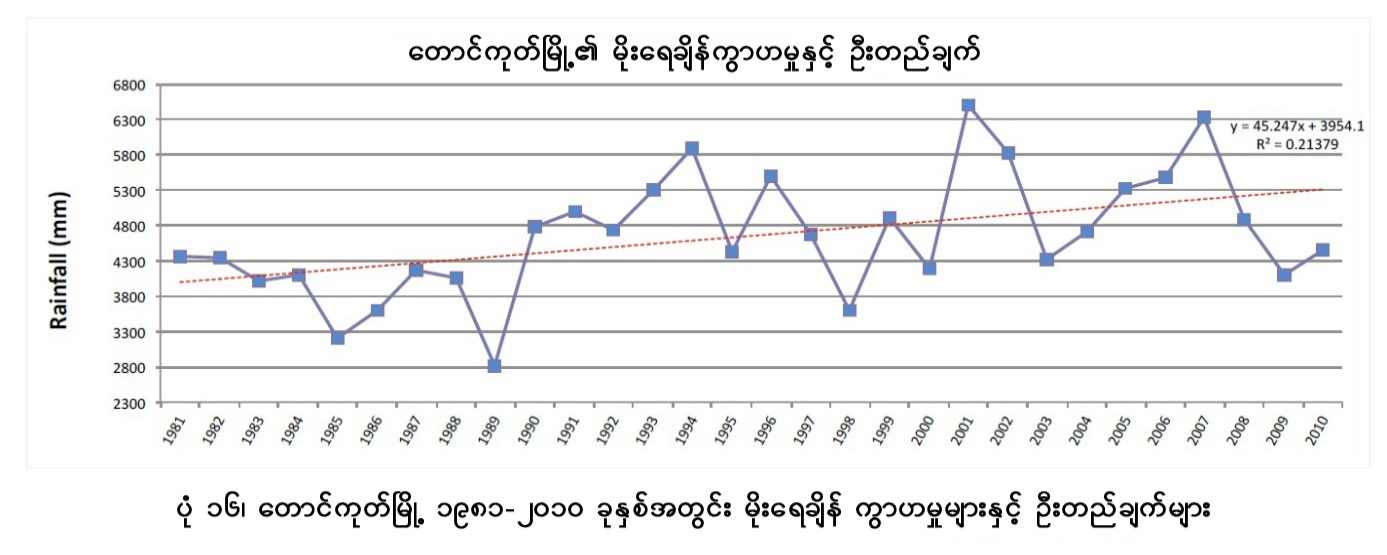 တောင်ကုတ်မြို့၏ မိုးရေချိန်ကွာဟမှုနှင့် ဦးတည်ချက်
6800
6300
y = 45.247x + 3954.1
R² = 0.21379
5800
5300
4800
4300
3800
3300
2800
2300
Rainfall (mm)
1981 1982 1983 1984 1985 1986 1987 1988 1989 1990 1991 1992 1993 1994 1995 1996 1997 1998 1999 2000 2001 2002 2003 2004 2005 2006 2007 2008 2009 2010
ပုံ ၁၆၊ တောင်ကုတ်မြို့ ၁၉၈၁-၂၀၁၀ ခုနှစ်အတွင်း မိုးရေချိန် ကွာဟမှုများနှင့် ဦးတည်ချက်များ